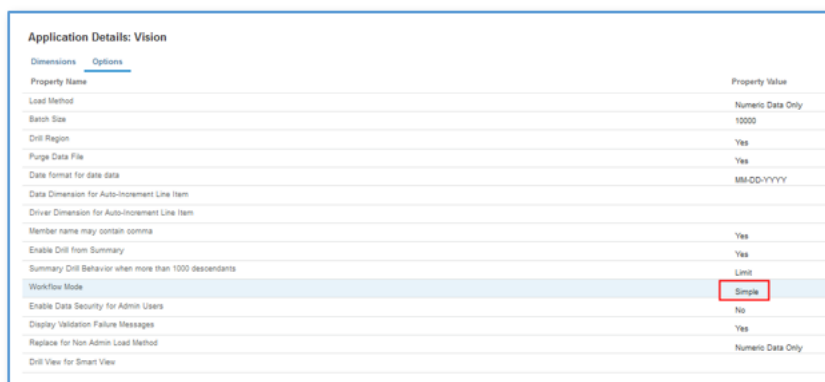 Application Details: Vision
Dimensions Options
Property Name Property Value
Load Method Numeric Data Only
Batch Size 10000
Drill Region Yes
Purge Data File Yes
Date format for date data MM-DD-YYYY
Data Dimension for Auto-Increment Line Item
Driver Dimension for Auto-Increment Line Item
Member name may contain comma Yes
Enable Drill from Summary Yes
Summary Drill Behavior when more than 1000 descendants Limit
Workflow Mode Simple
Enable Data Security for Admin Users No
Display Validation Failure Messages Yes
Replace for Non Admin Load Method Numeric Data Only
Drill View for Smart View